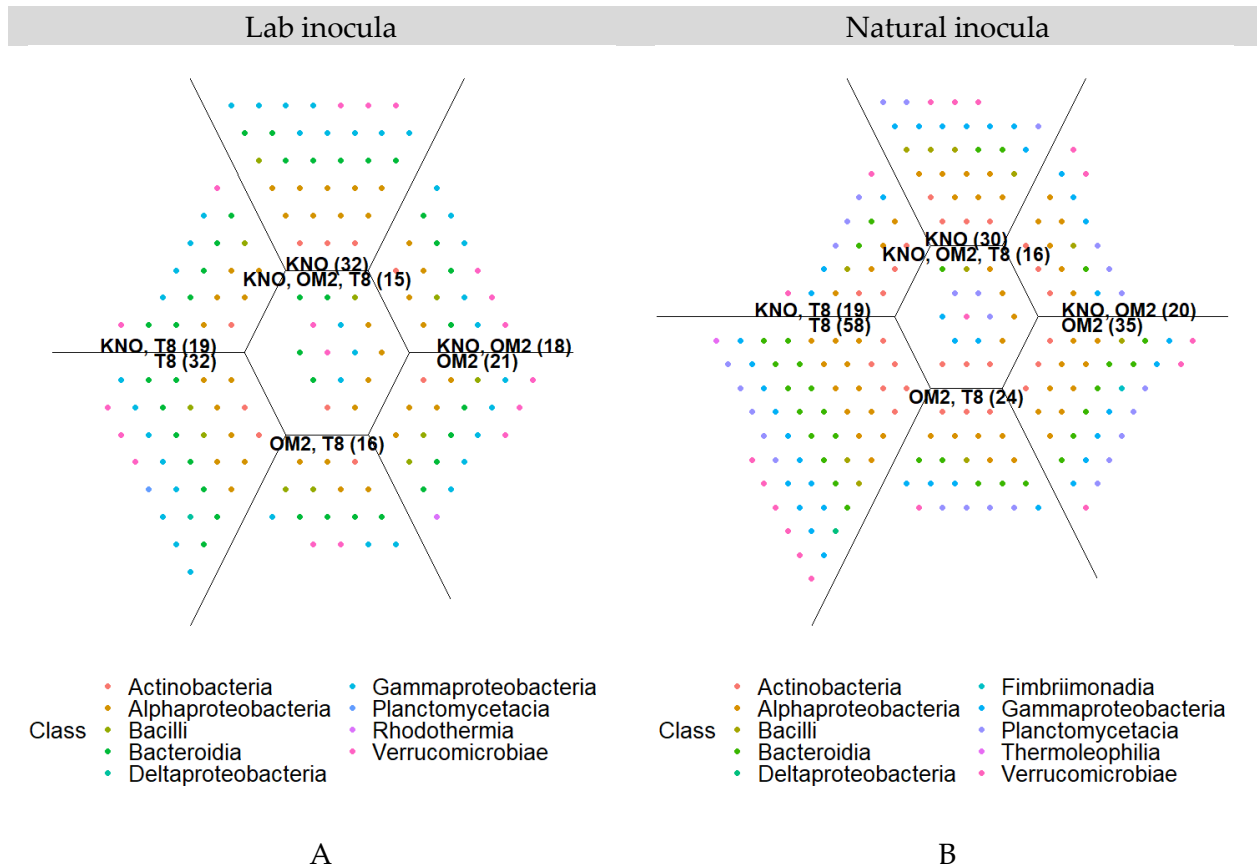 Lab inocula
Natural inocula
KNO (32)
KNO, OM2, T8 (15)
KNO, T8 (19)
T8 (32)
KNO, OM2 (18)
OM2 (21)
OM2, T8 (16)
KNO (30)
KNO, OM2, T8 (16)
KNO, T8 (19)
T8 (58)
KNO, OM2 (20)
OM2 (35)
OM2, T8 (24)
Class
Actinobacteria
Alphaproteobacteria
Bacilli
Bacteroidia
Deltaproteobacteria
Gammaproteobacteria
Planctomycetacia
Rhodothermia
Verrucomicrobiae
Class
Actinobacteria
Alphaproteobacteria
Bacilli
Bacteroidia
Deltaproteobacteria
Fimbriimonadia
Gammaproteobacteria
Planctomycetacia
Thermoleophilia
Verrucomicrobiae
A
B